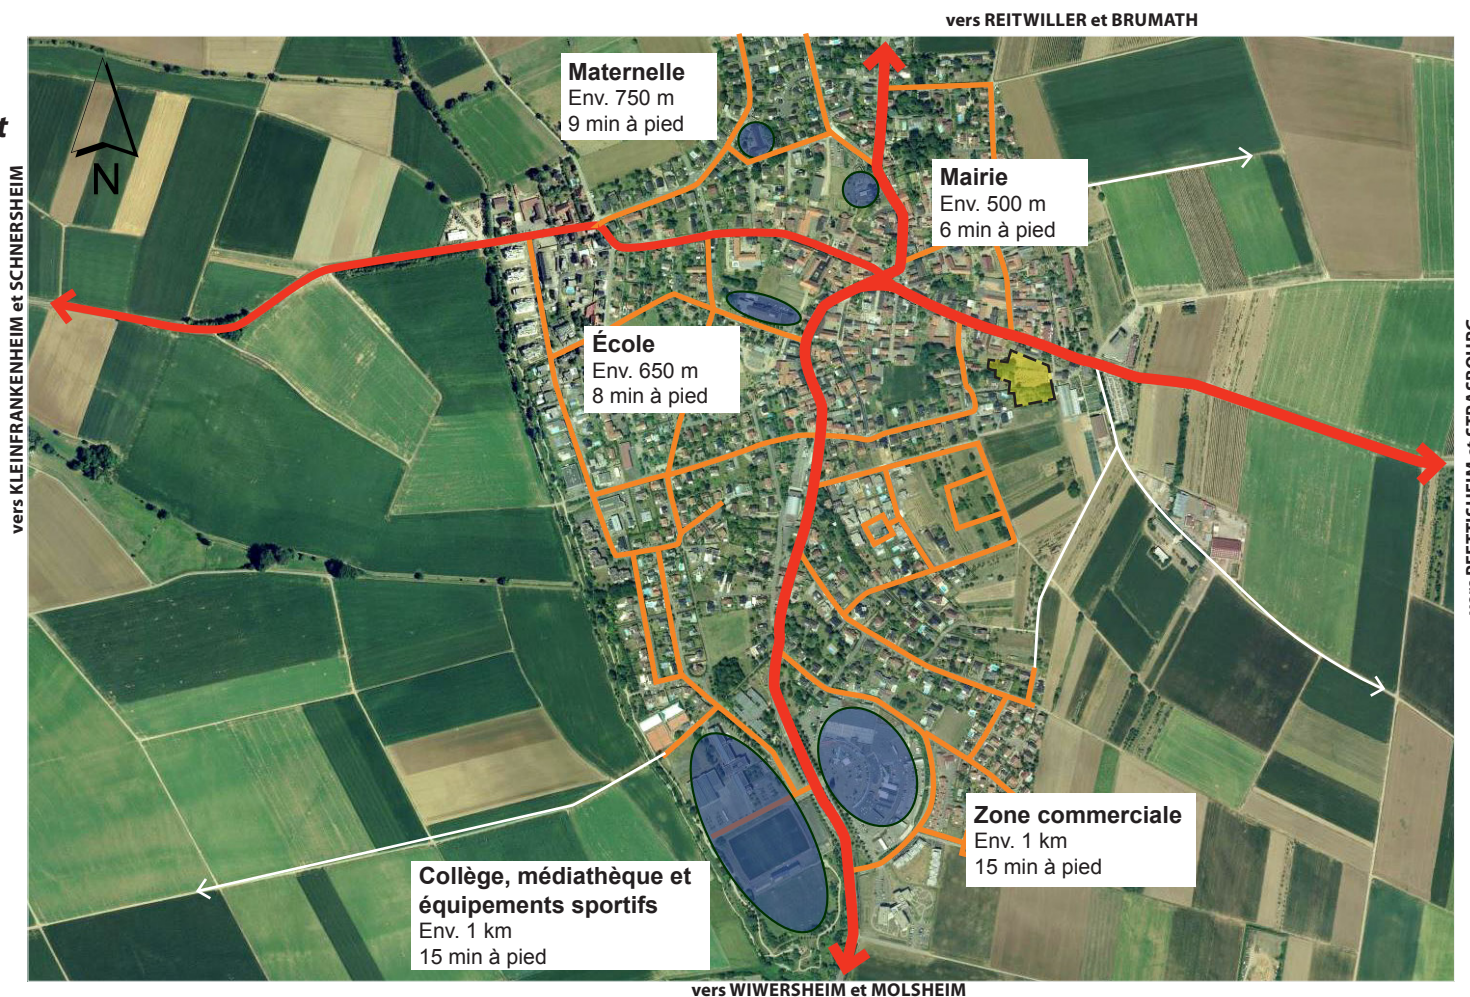 vers REITWILLER et BRUMATH
Maternelle
Env. 750 m
9 min à pied
t
N
Mairie
Env. 500 m
6 min à pied
vers KLEINFRANKENHEIM et SCHNERSHEIM
École
Env. 650 m
8 min à pied
Zone commerciale
Env. 1 km
15 min à pied
Collège, médiathèque et
équipements sportifs
Env. 1 km
15 min à pied
vers WIWERSHEIM et MOLSHEIM